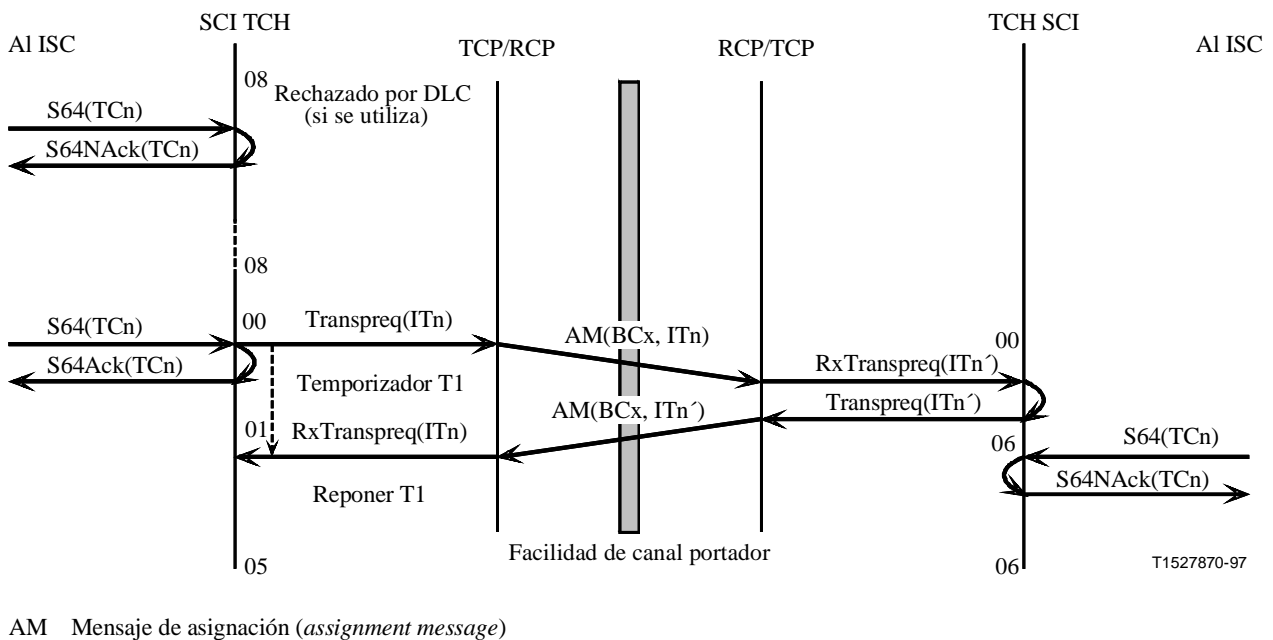 SCI TCH
TCH SCI
Al ISC
TCP/RCP
RCP/TCP
Al ISC
08
Rechazado por DLC
(si se utiliza)
S64(TCn)
S64NAck(TCn)
08
S64(TCn)
00
Transpreq(ITn)
AM(BCx, ITn)
00
S64Ack(TCn)
Temporizador T1
RxTranspreq(ITn´)
AM(BCx, ITn´)
Transpreq(ITn´)
01
RxTranspreq(ITn)
06
S64(TCn)
S64NAck(TCn)
Reponer T1
Facilidad de canal portador
05
06
T1527870-97
AM Mensaje de asignación (assignment message)